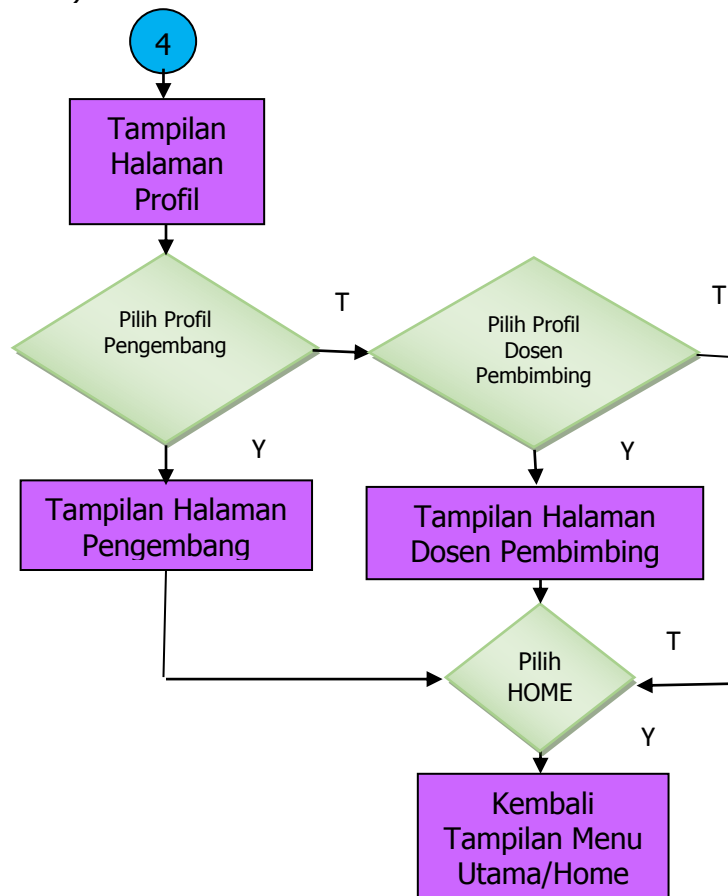 )
4
Tampilan
Halaman
Profil
Pilih Profil
Pengembang
T
Pilih Profil
Dosen
Pembimbing
T
Y
Y
Tampilan Halaman
Pengembang
Tampilan Halaman
Dosen Pembimbing
Pilih
HOME
T
Y
Kembali
Tampilan Menu
Utama/Home